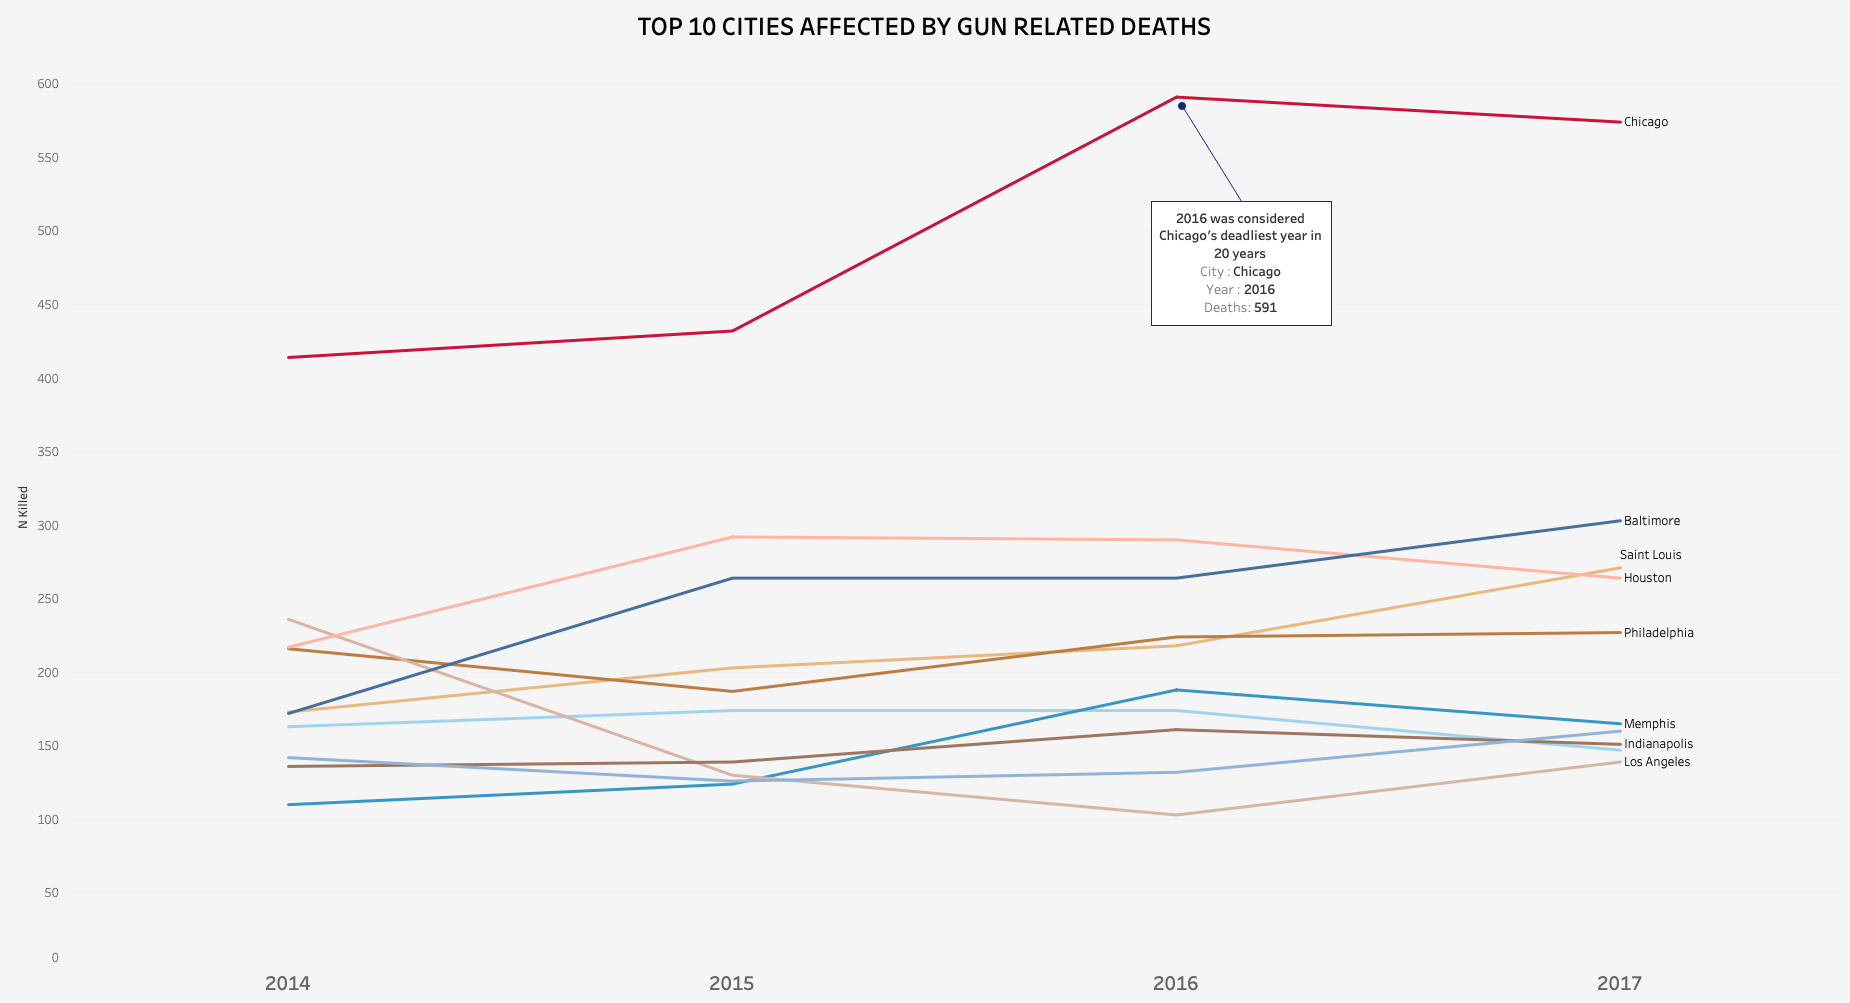 TOP 10 CITIES AFFECTED BY GUN RELATED DEATHS
600
550
500
450
400
350
300
250
200
150
100
50
0
N Killed
Chicago
2016 was considered
Chicago's deadliest year in
20 years
City : Chicago
Year : 2016
Deaths: 591
Baltimore
Saint Louis
Houston
Philadelphia
Memphis
Indianapolis
Los Angeles
2014
2015
2016
2017